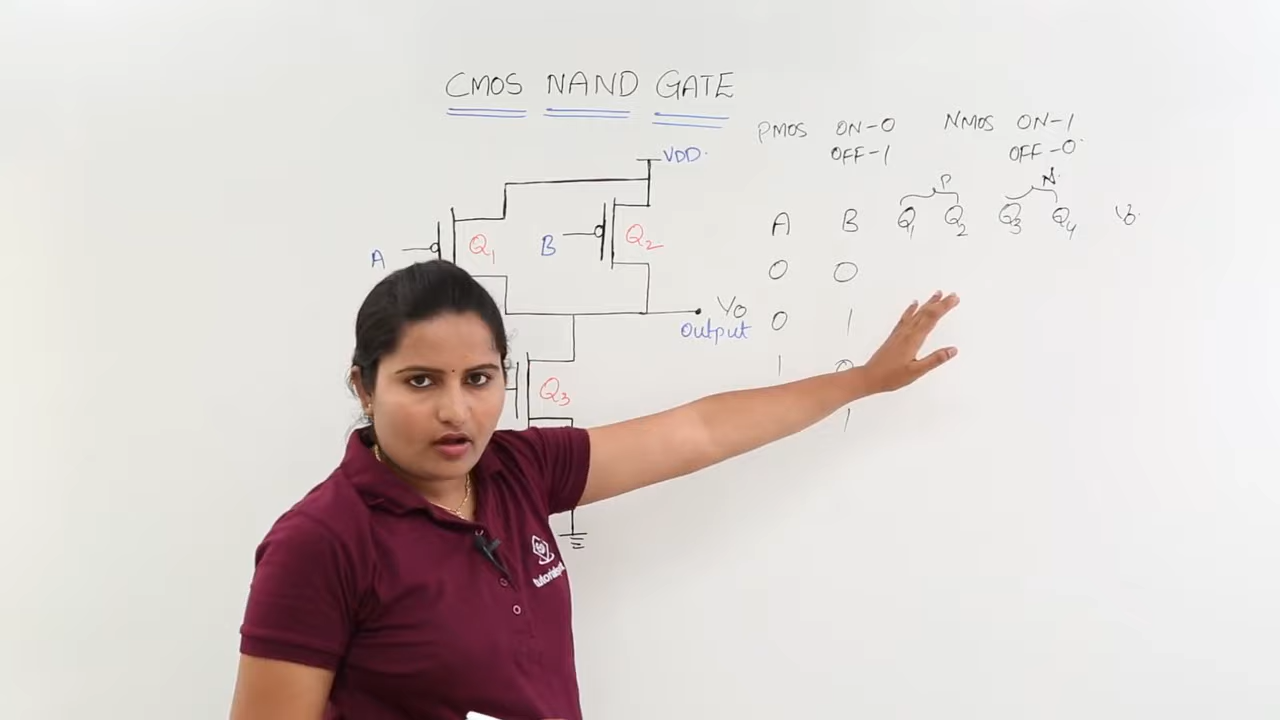 CMOS NAND GATE
PMOS ON-0 NMOS ON-1
OFF-1 OFF-0
VDD
P N
A B Q1 Q2 Q3 Q4 Vo
A Q1 B Q2
0 0
Vo
Output
0 1
1 0
Q3
1